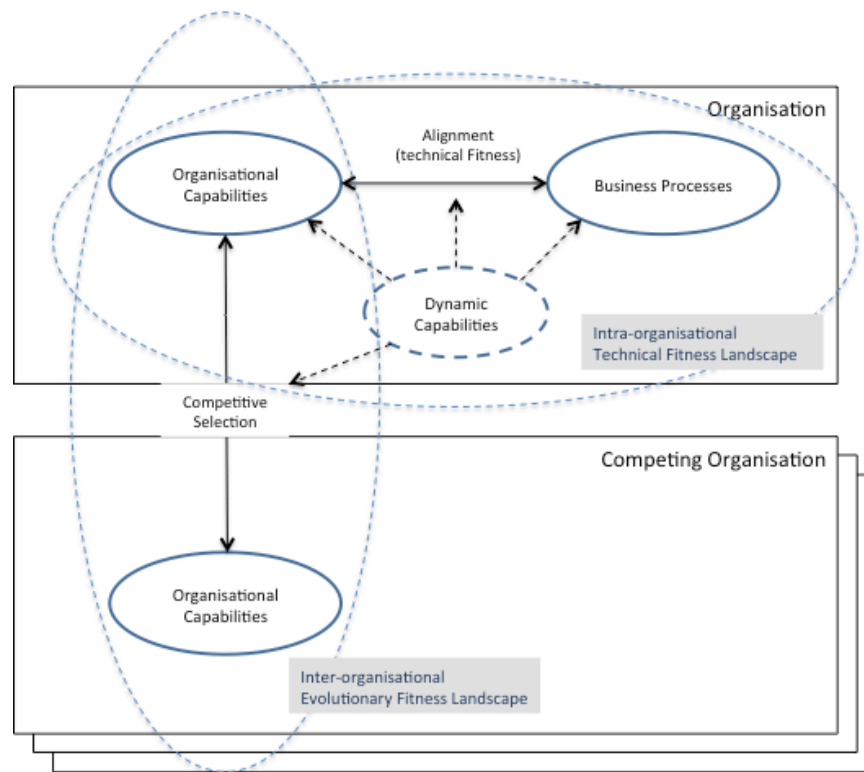 Organisation
Alignment
(technical Fitness)
Organisational
Capabilities
Business Processes
Dynamic
Capabilities
Intra-organisational
Technical Fitness Landscape
Competitive
Selection
Competing Organisation
Organisational
Capabilities
Inter-organisational
Evolutionary Fitness Landscape